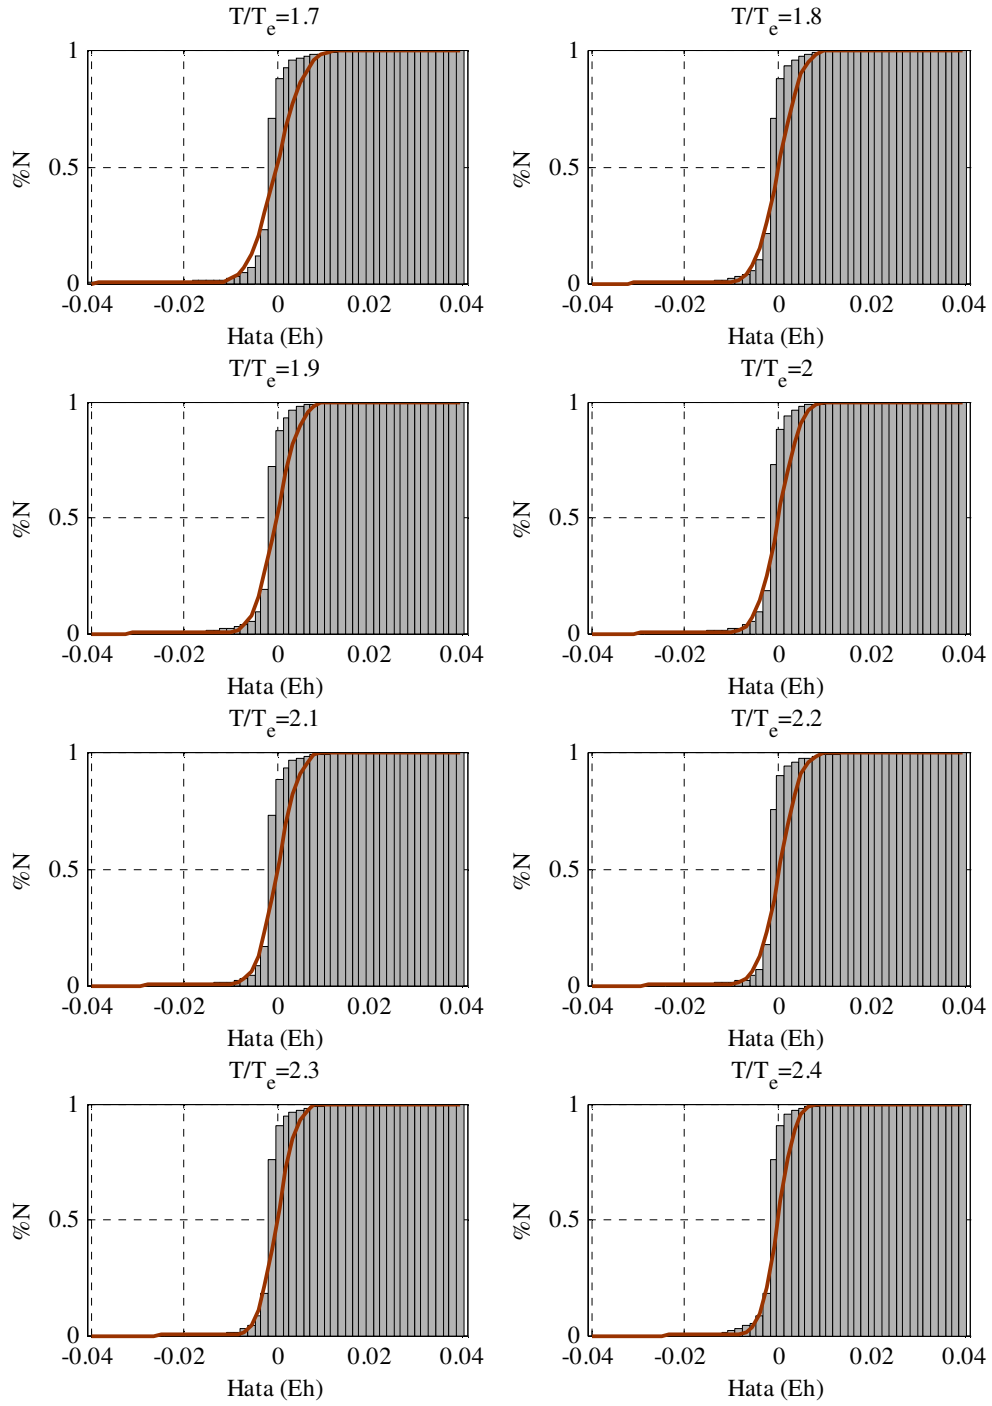 T/Te=1.7
1
0.5
0
%N
-0.04 -0.02 0 0.02 0.04
Hata (Eh)
T/Te=1.8
1
0.5
0
%N
-0.04 -0.02 0 0.02 0.04
Hata (Eh)
T/Te=1.9
1
0.5
0
%N
-0.04 -0.02 0 0.02 0.04
Hata (Eh)
T/Te=2
1
0.5
0
%N
-0.04 -0.02 0 0.02 0.04
Hata (Eh)
T/Te=2.1
1
0.5
0
%N
-0.04 -0.02 0 0.02 0.04
Hata (Eh)
T/Te=2.2
1
0.5
0
%N
-0.04 -0.02 0 0.02 0.04
Hata (Eh)
T/Te=2.3
1
0.5
0
%N
-0.04 -0.02 0 0.02 0.04
Hata (Eh)
T/Te=2.4
1
0.5
0
%N
-0.04 -0.02 0 0.02 0.04
Hata (Eh)